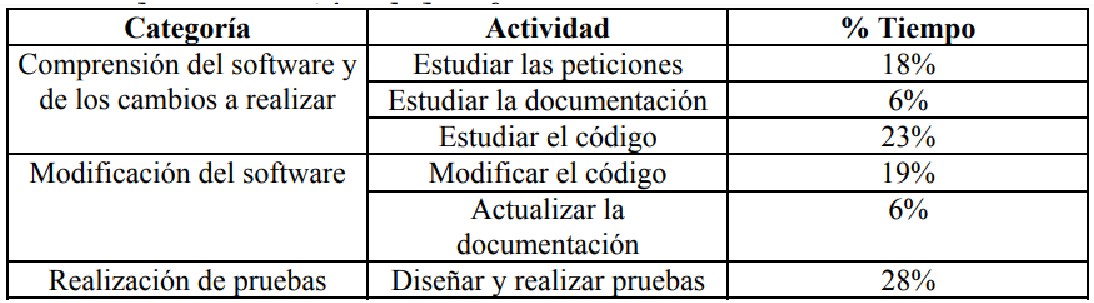 Categoría Actividad % Tiempo
Comprensión del software y Estudiar las peticiones 18%
de los cambios a realizar Estudiar la documentación 6%
Estudiar el código 23%
Modificación del software Modificar el código 19%
Actualizar la 6%
documentación
Realización de pruebas Diseñar y realizar pruebas 28%